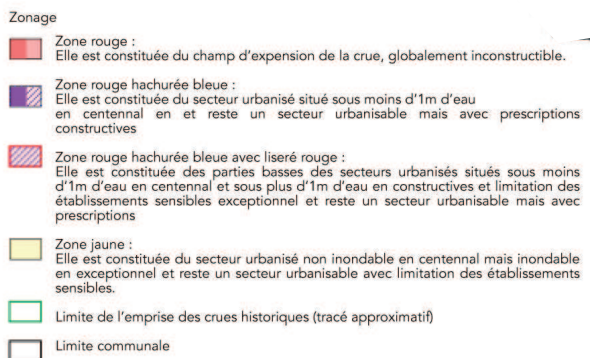 Zonage
Zone rouge :
Elle est constituée du champ d'expension de la crue, globalement inconstructible.
Zone rouge hachurée bleue :
Elle est constituée du secteur urbanisé situé sous moins d'1m d'eau
en centennal en et reste un secteur urbanisable mais avec prescriptions
constructives
Zone rouge hachurée bleue avec liseré rouge :
Elle est constituée des parties basses des secteurs urbanisés situés sous moins
d'1m d'eau en centennal et sous plus d'1m d'eau en constructives et limitation des
établissements sensibles exceptionnel et reste un secteur urbanisable mais avec
prescriptions
Zone jaune :
Elle est constituée du secteur urbanisé non inondable en centennal mais inondable
en exceptionnel et reste un secteur urbanisable avec limitation des établissements
sensibles.
Limite de l'emprise des crues historiques (tracé approximatif)
Limite communale